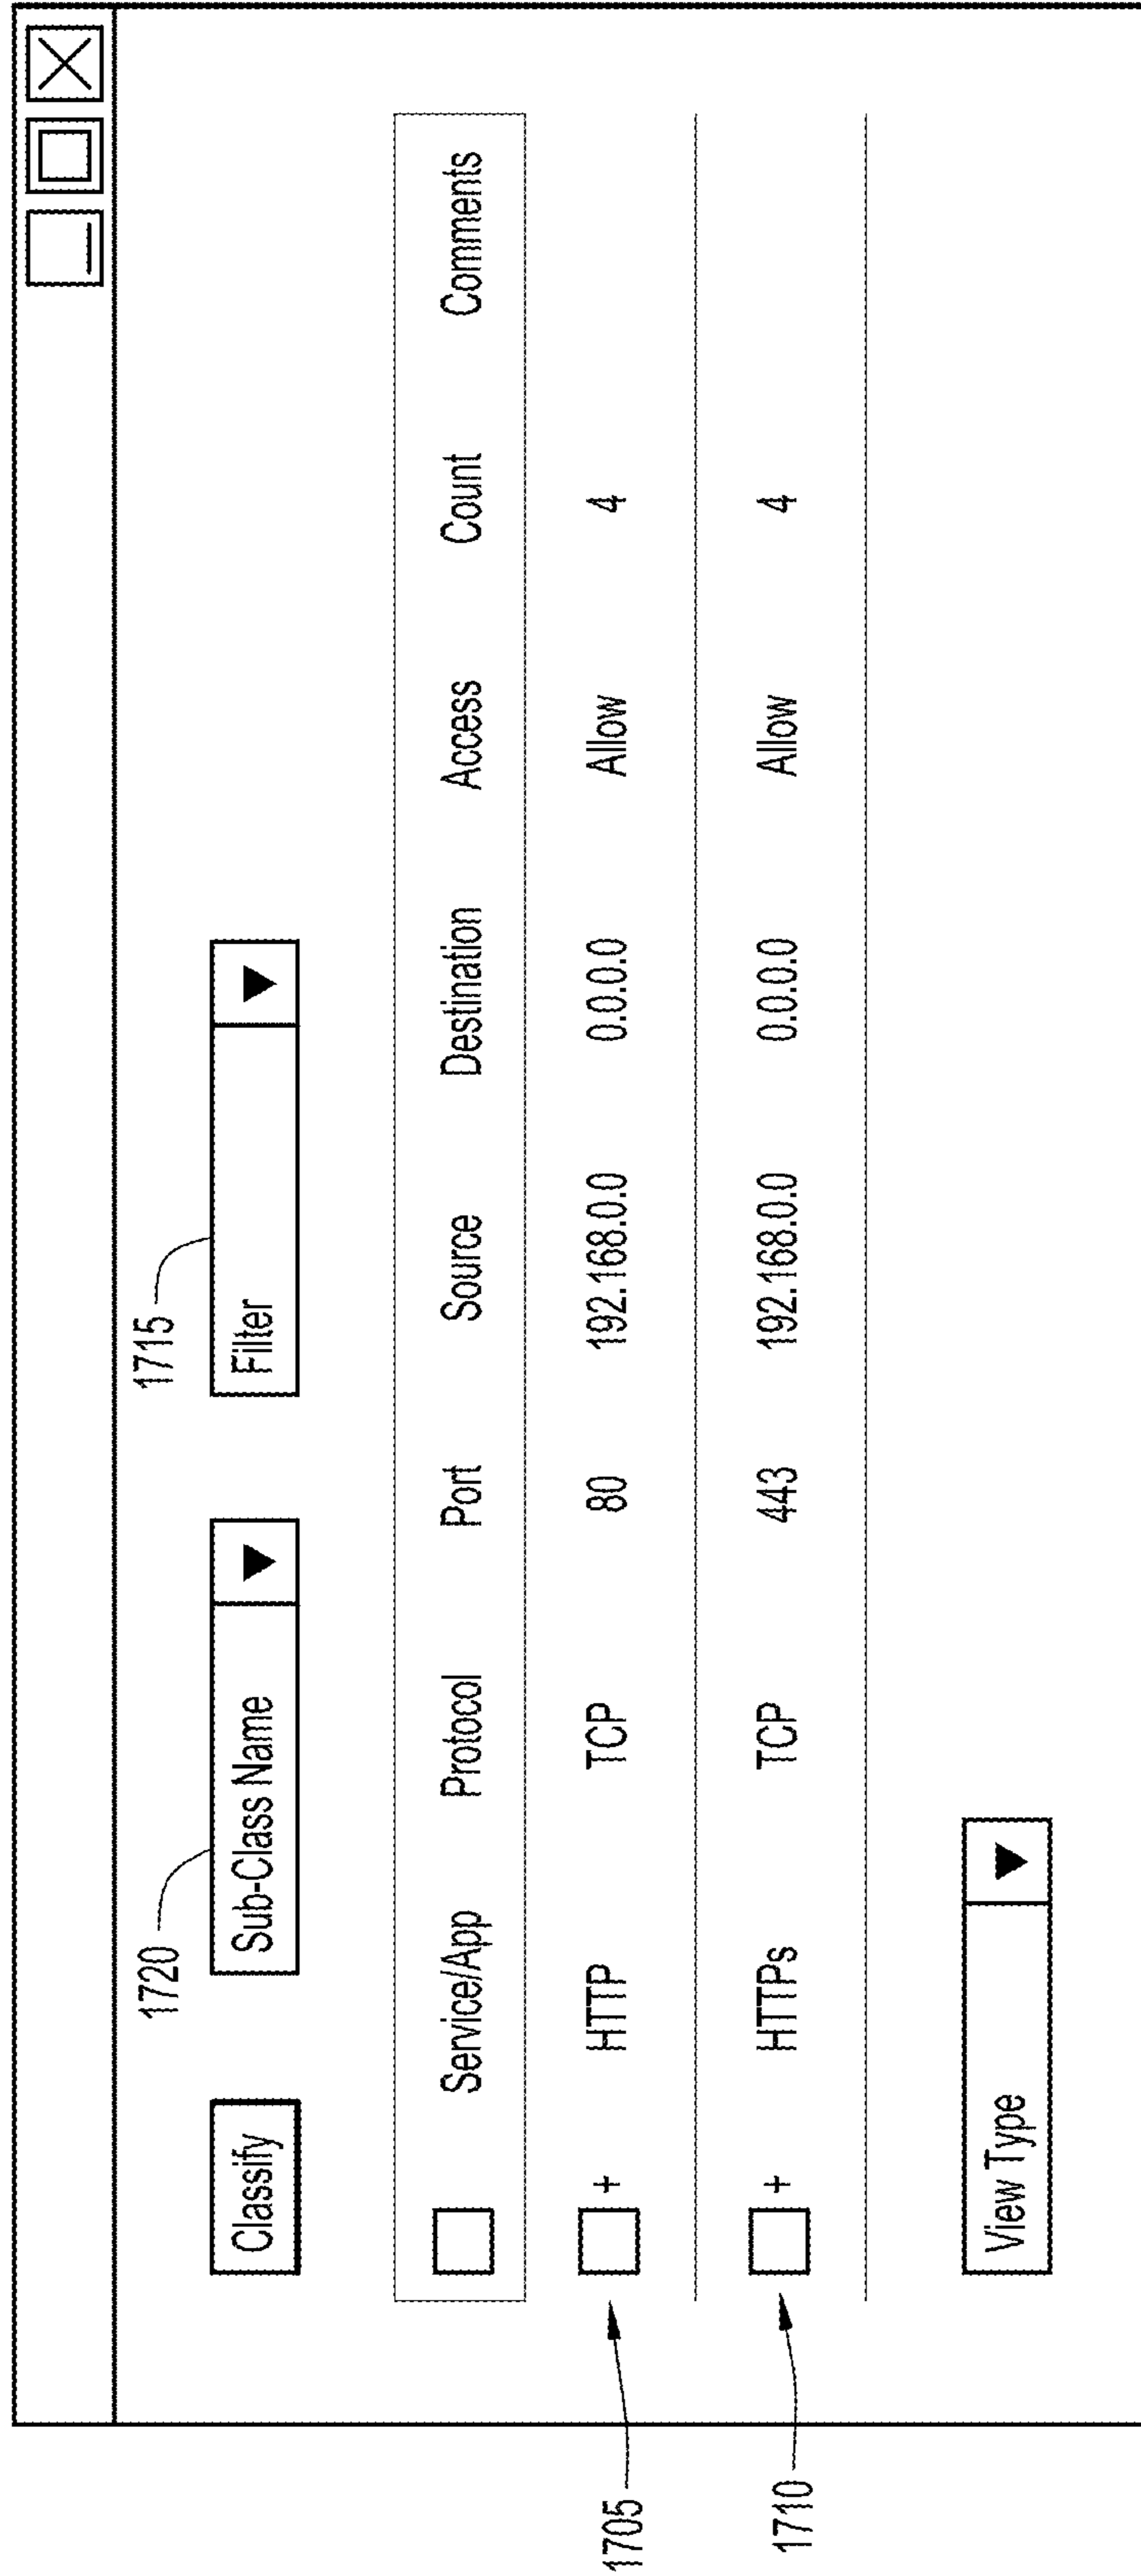 1720
1715
Classify
Sub-Class Name
Filter
Service/App Protocol Port Source Destination Access Count Comments
1705
+ HTTP TCP 80 192.168.0.0 0.0.0.0 Allow 4
1710
+ HTTPs TCP 443 192.168.0.0 0.0.0.0 Allow 4
View Type